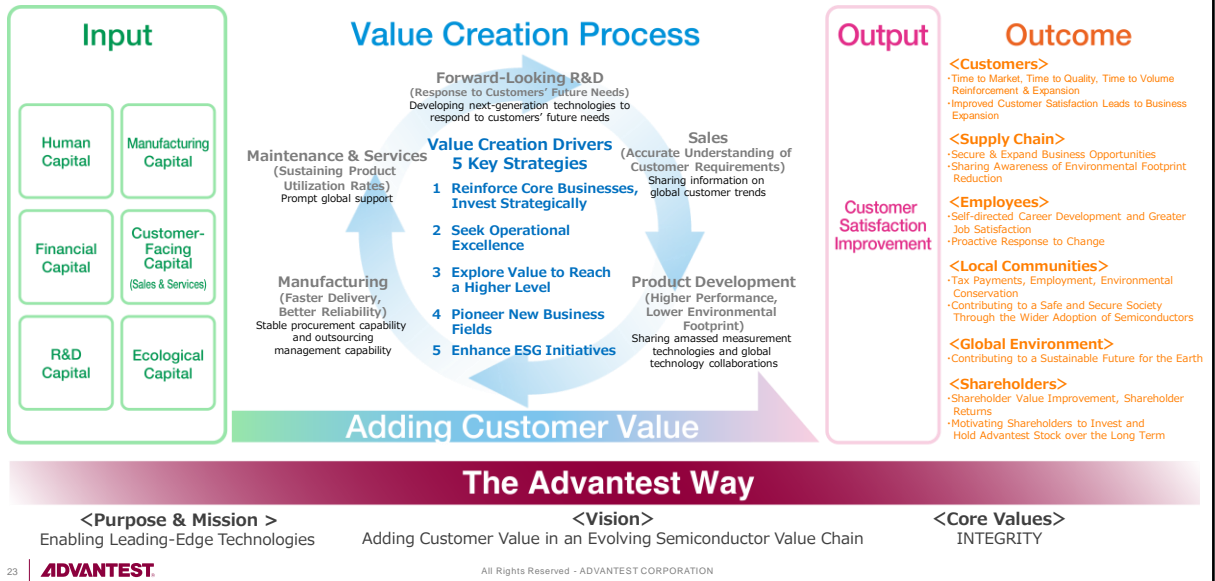 Input
Human
Capital
Manufacturing
Capital
Financial
Capital
Customer-
Facing
Capital
(Sales & Services)
R&D
Capital
Ecological
Capital
Value Creation Process
Forward-Looking R&D
(Response to Customers' Future Needs)
Developing next-generation technologies to
respond to customers' future needs
Sales
(Accurate Understanding of
Customer Requirements)
Sharing information on
global customer trends
Product Development
(Higher Performance,
Lower Environmental
Footprint)
Sharing amassed measurement
technologies and global
technology collaborations
Manufacturing
(Faster Delivery,
Better Reliability)
Stable procurement capability
and outsourcing
management capability
Maintenance & Services
(Sustaining Product
Utilization Rates)
Prompt global support
Value Creation Drivers
5 Key Strategies
1 Reinforce Core Businesses,
Invest Strategically
2 Seek Operational
Excellence
3 Explore Value to Reach
a Higher Level
4 Pioneer New Business
Fields
5 Enhance ESG Initiatives
Adding Customer Value
Output
Customer
Satisfaction
Improvement
Outcome
<Customers>
・Time to Market, Time to Quality, Time to Volume
Reinforcement & Expansion
・Improved Customer Satisfaction Leads to Business
Expansion
<Supply Chain>
・Secure & Expand Business Opportunities
・Sharing Awareness of Environmental Footprint
Reduction
<Employees>
・Self-directed Career Development and Greater
Job Satisfaction
・Proactive Response to Change
<Local Communities>
・Tax Payments, Employment, Environmental
Conservation
・Contributing to a Safe and Secure Society
Through the Wider Adoption of Semiconductors
<Global Environment>
・Contributing to a Sustainable Future for the Earth
<Shareholders>
・Shareholder Value Improvement, Shareholder
Returns
・Motivating Shareholders to Invest and
Hold Advantest Stock over the Long Term
The Advantest Way
<Purpose & Mission >
Enabling Leading-Edge Technologies
<Vision>
Adding Customer Value in an Evolving Semiconductor Value Chain
<Core Values>
INTEGRITY
23
ADVANTEST
All Rights Reserved - ADVANTEST CORPORATION